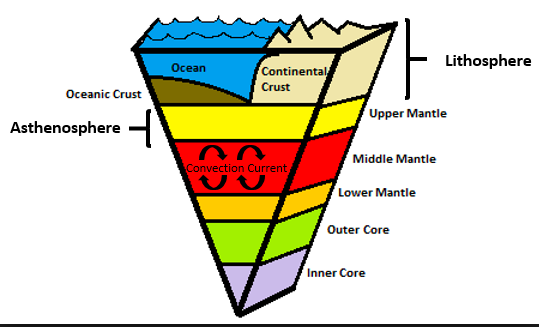 Lithosphere
Ocean
Continental
Crust
Oceanic Crust
Upper Mantle
Asthenosphere
Middle Mantle
Convection Current
Lower Mantle
Outer Core
Inner Core